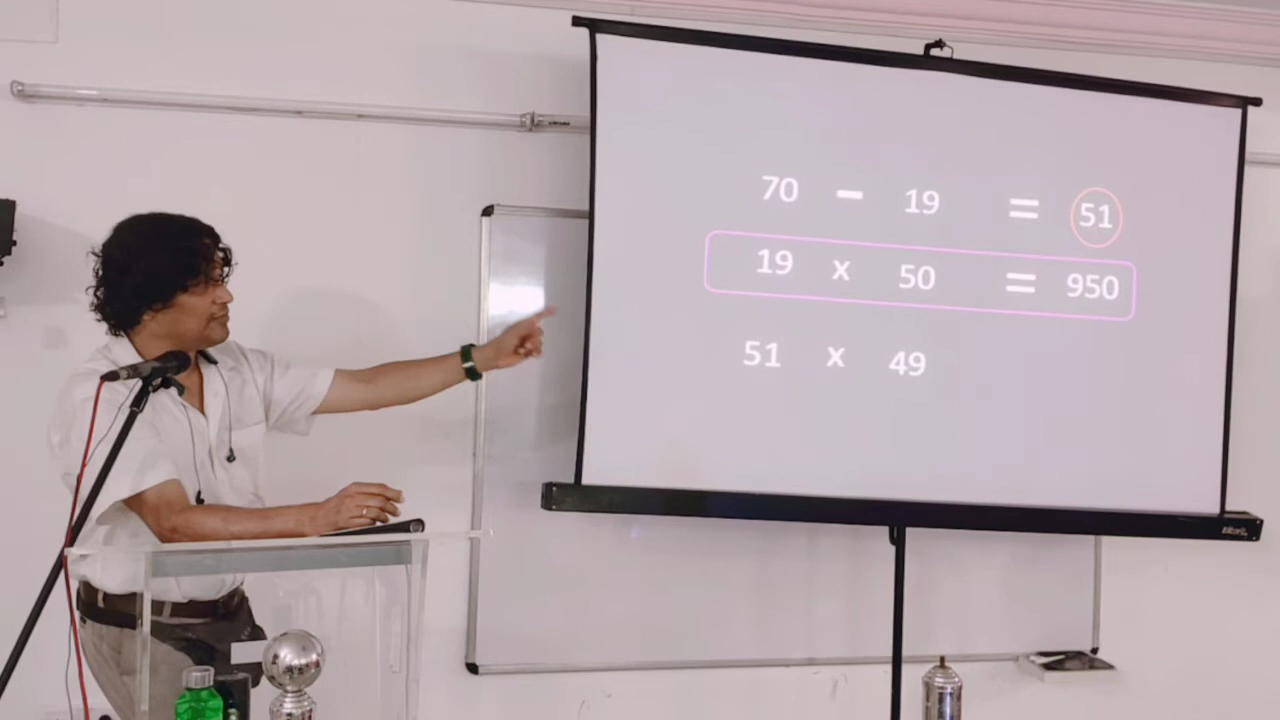 70 – 19 = 51
19 x 50 = 950
51 x 49